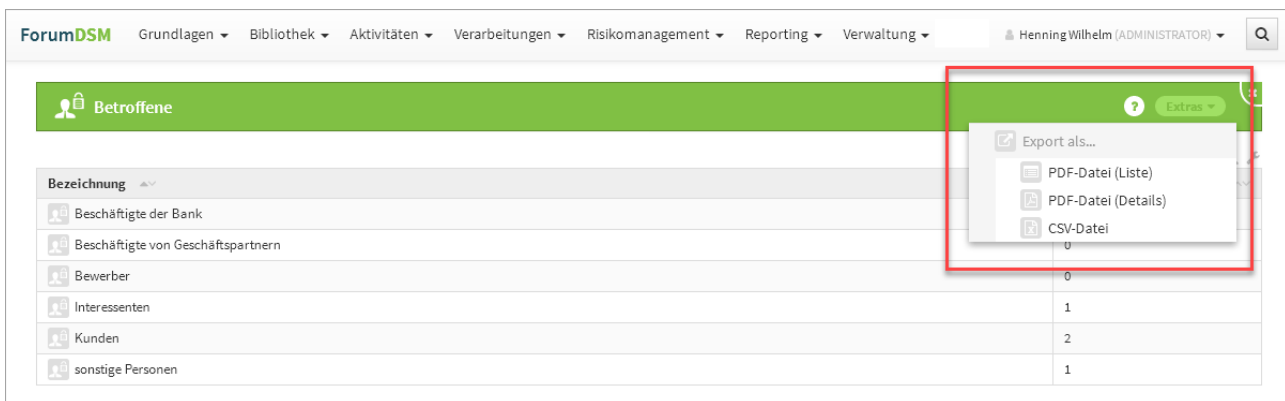 ForumDSM Grundlagen Bibliothek Aktivitäten Verarbeitungen Risikomanagement Reporting Verwaltung Henning Wilhelm (ADMINISTRATOR)
Betroffene ? Extras
Export als...
PDF-Datei (Liste)
Bezeichnung
PDF-Datei (Details)
Beschäftigte der Bank
CSV-Datei
Beschäftigte von Geschäftspartnern 0
Bewerber 0
Interessenten 1
Kunden 2
sonstige Personen 1